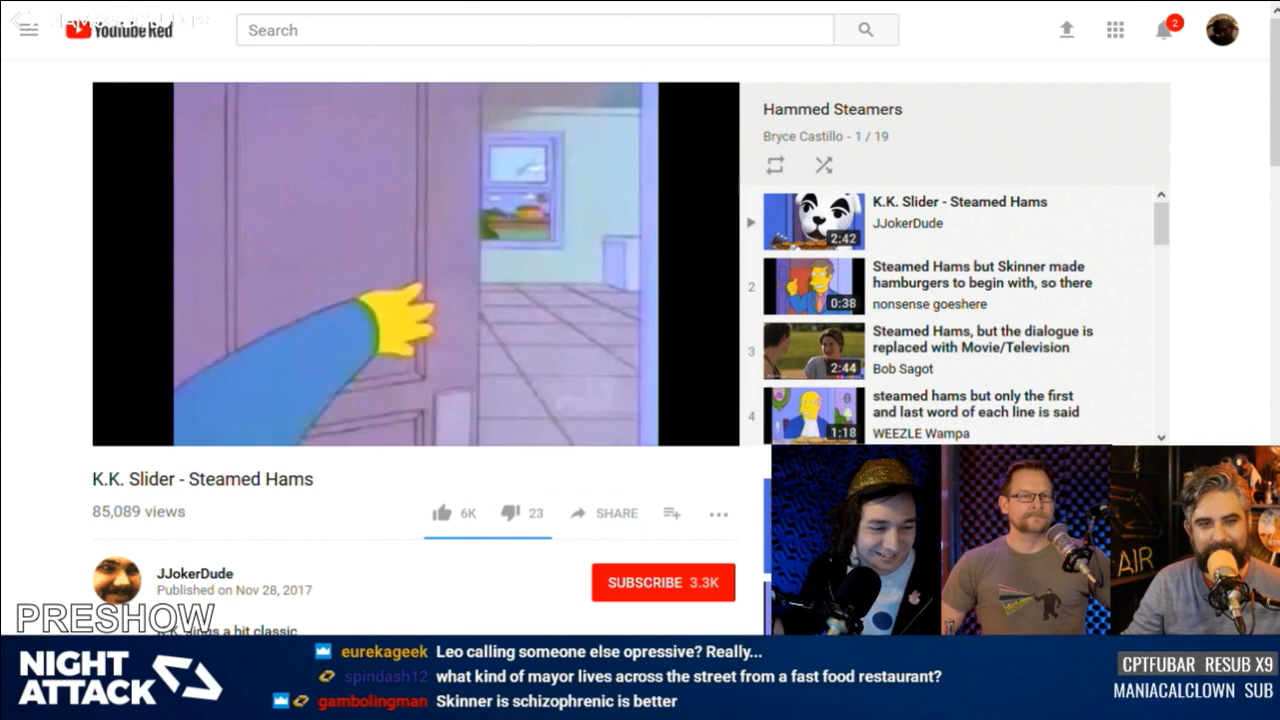 YouTube Red
Search
2
Hammed Steamers
Bryce Castillo - 1 / 19
K.K. Slider - Steamed Hams
JJokerDude
2:42
2
Steamed Hams but Skinner made
hamburgers to begin with, so there
nonsense goeshere
0:38
3
Steamed Hams, but the dialogue is
replaced with Movie/Television
Bob Sagot
2:44
4
steamed hams but only the first
and last word of each line is said
WEEZLE Wampa
1:18
K.K. Slider - Steamed Hams
85,089 views
6K
23
SHARE
JJokerDude
Published on Nov 28, 2017
SUBSCRIBE 3.3K
AIR
PRESHOW
K.K. sings a hit classic
NIGHT
ATTACK
eurekageek Leo calling someone else opressive? Really...
spindash12 what kind of mayor lives across the street from a fast food restaurant?
gambolingman Skinner is schizophrenic is better
CPTFUBAR RESUB X9
MANIACALCLOWN SUB